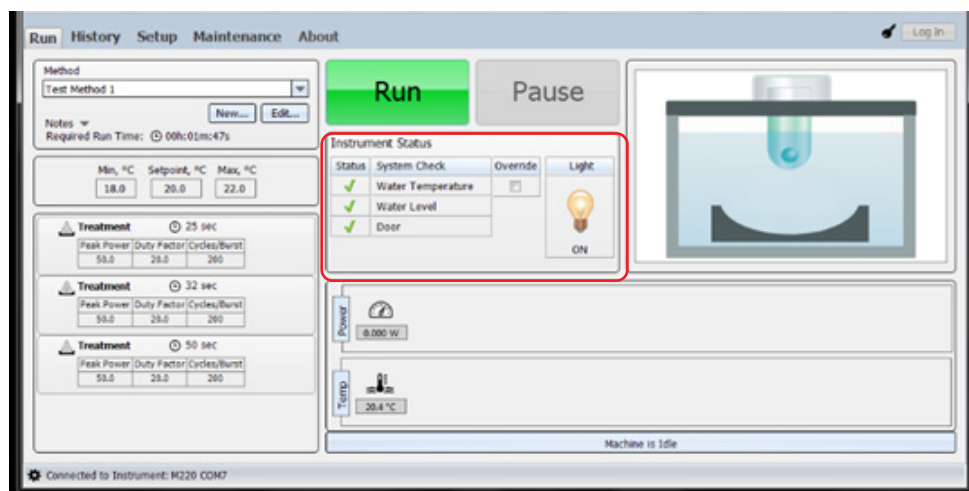 Run History Setup Maintenance About
Log In
Method
Test Method 1
New... Edit...
Notes
Required Run Time: 00h:01m:47s
Min, °C Setpoint, °C Max, °C
18.0 20.0 22.0
Treatment 25 sec
Peak Power Duty Factor Cycles/Burst
50.0 20.0 200
Treatment 32 sec
Peak Power Duty Factor Cycles/Burst
50.0 20.0 200
Treatment 50 sec
Peak Power Duty Factor Cycles/Burst
50.0 20.0 200
Run Pause
Instrument Status
Status System Check Override Light
Water Temperature
Water Level
Door
ON
Power
0.000 W
Temp
20.4 °C
Machine is Idle
Connected to Instrument: M220 COM7